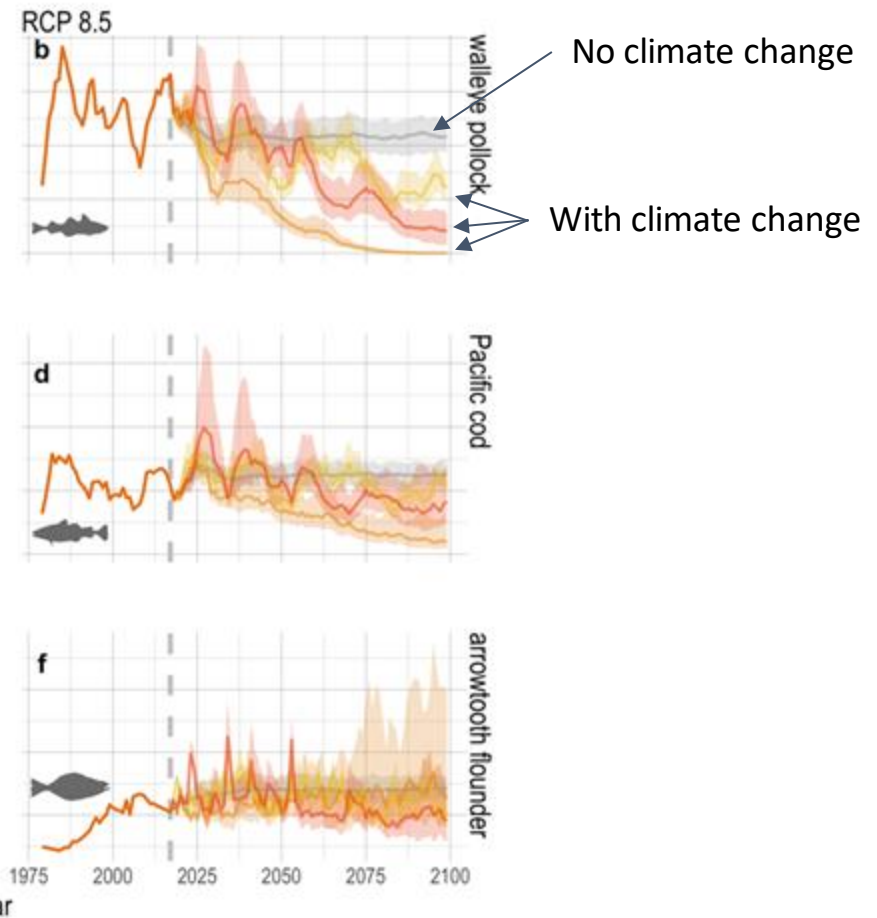 RCP 8.5
b
walleye pollock
No climate change
With climate change
d
Pacific cod
f
arrowtooth flounder
1975 2000 2025 2050 2075 2100
ar